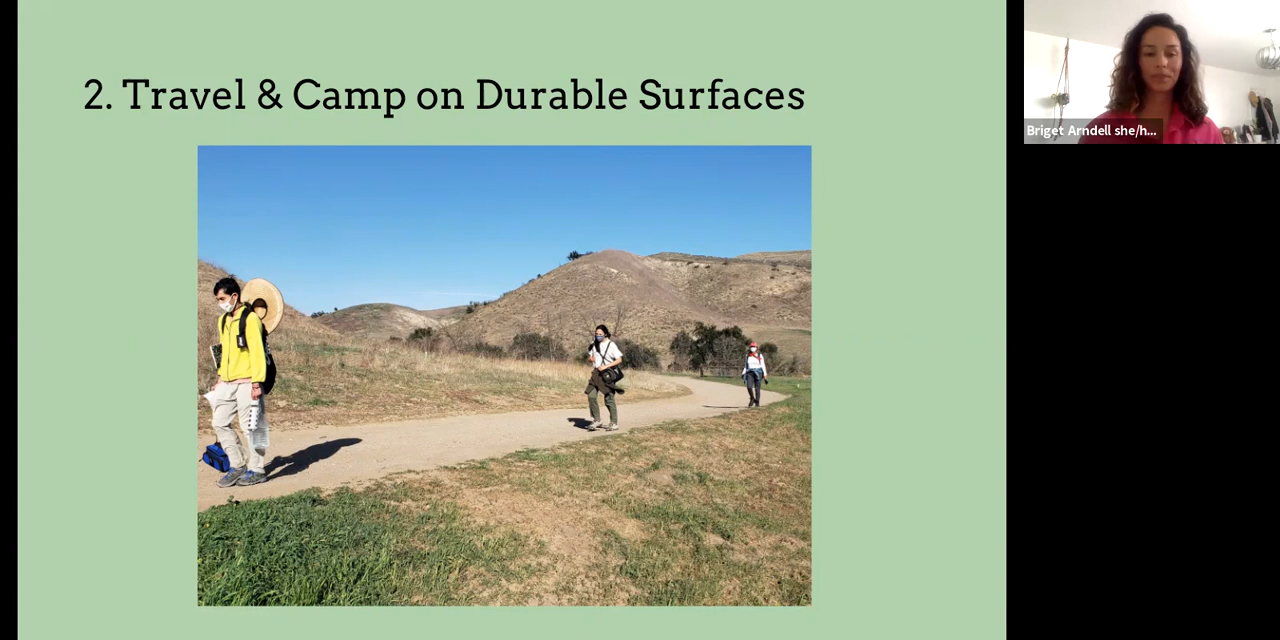 2. Travel & Camp on Durable Surfaces
Briget Arndell she/h...